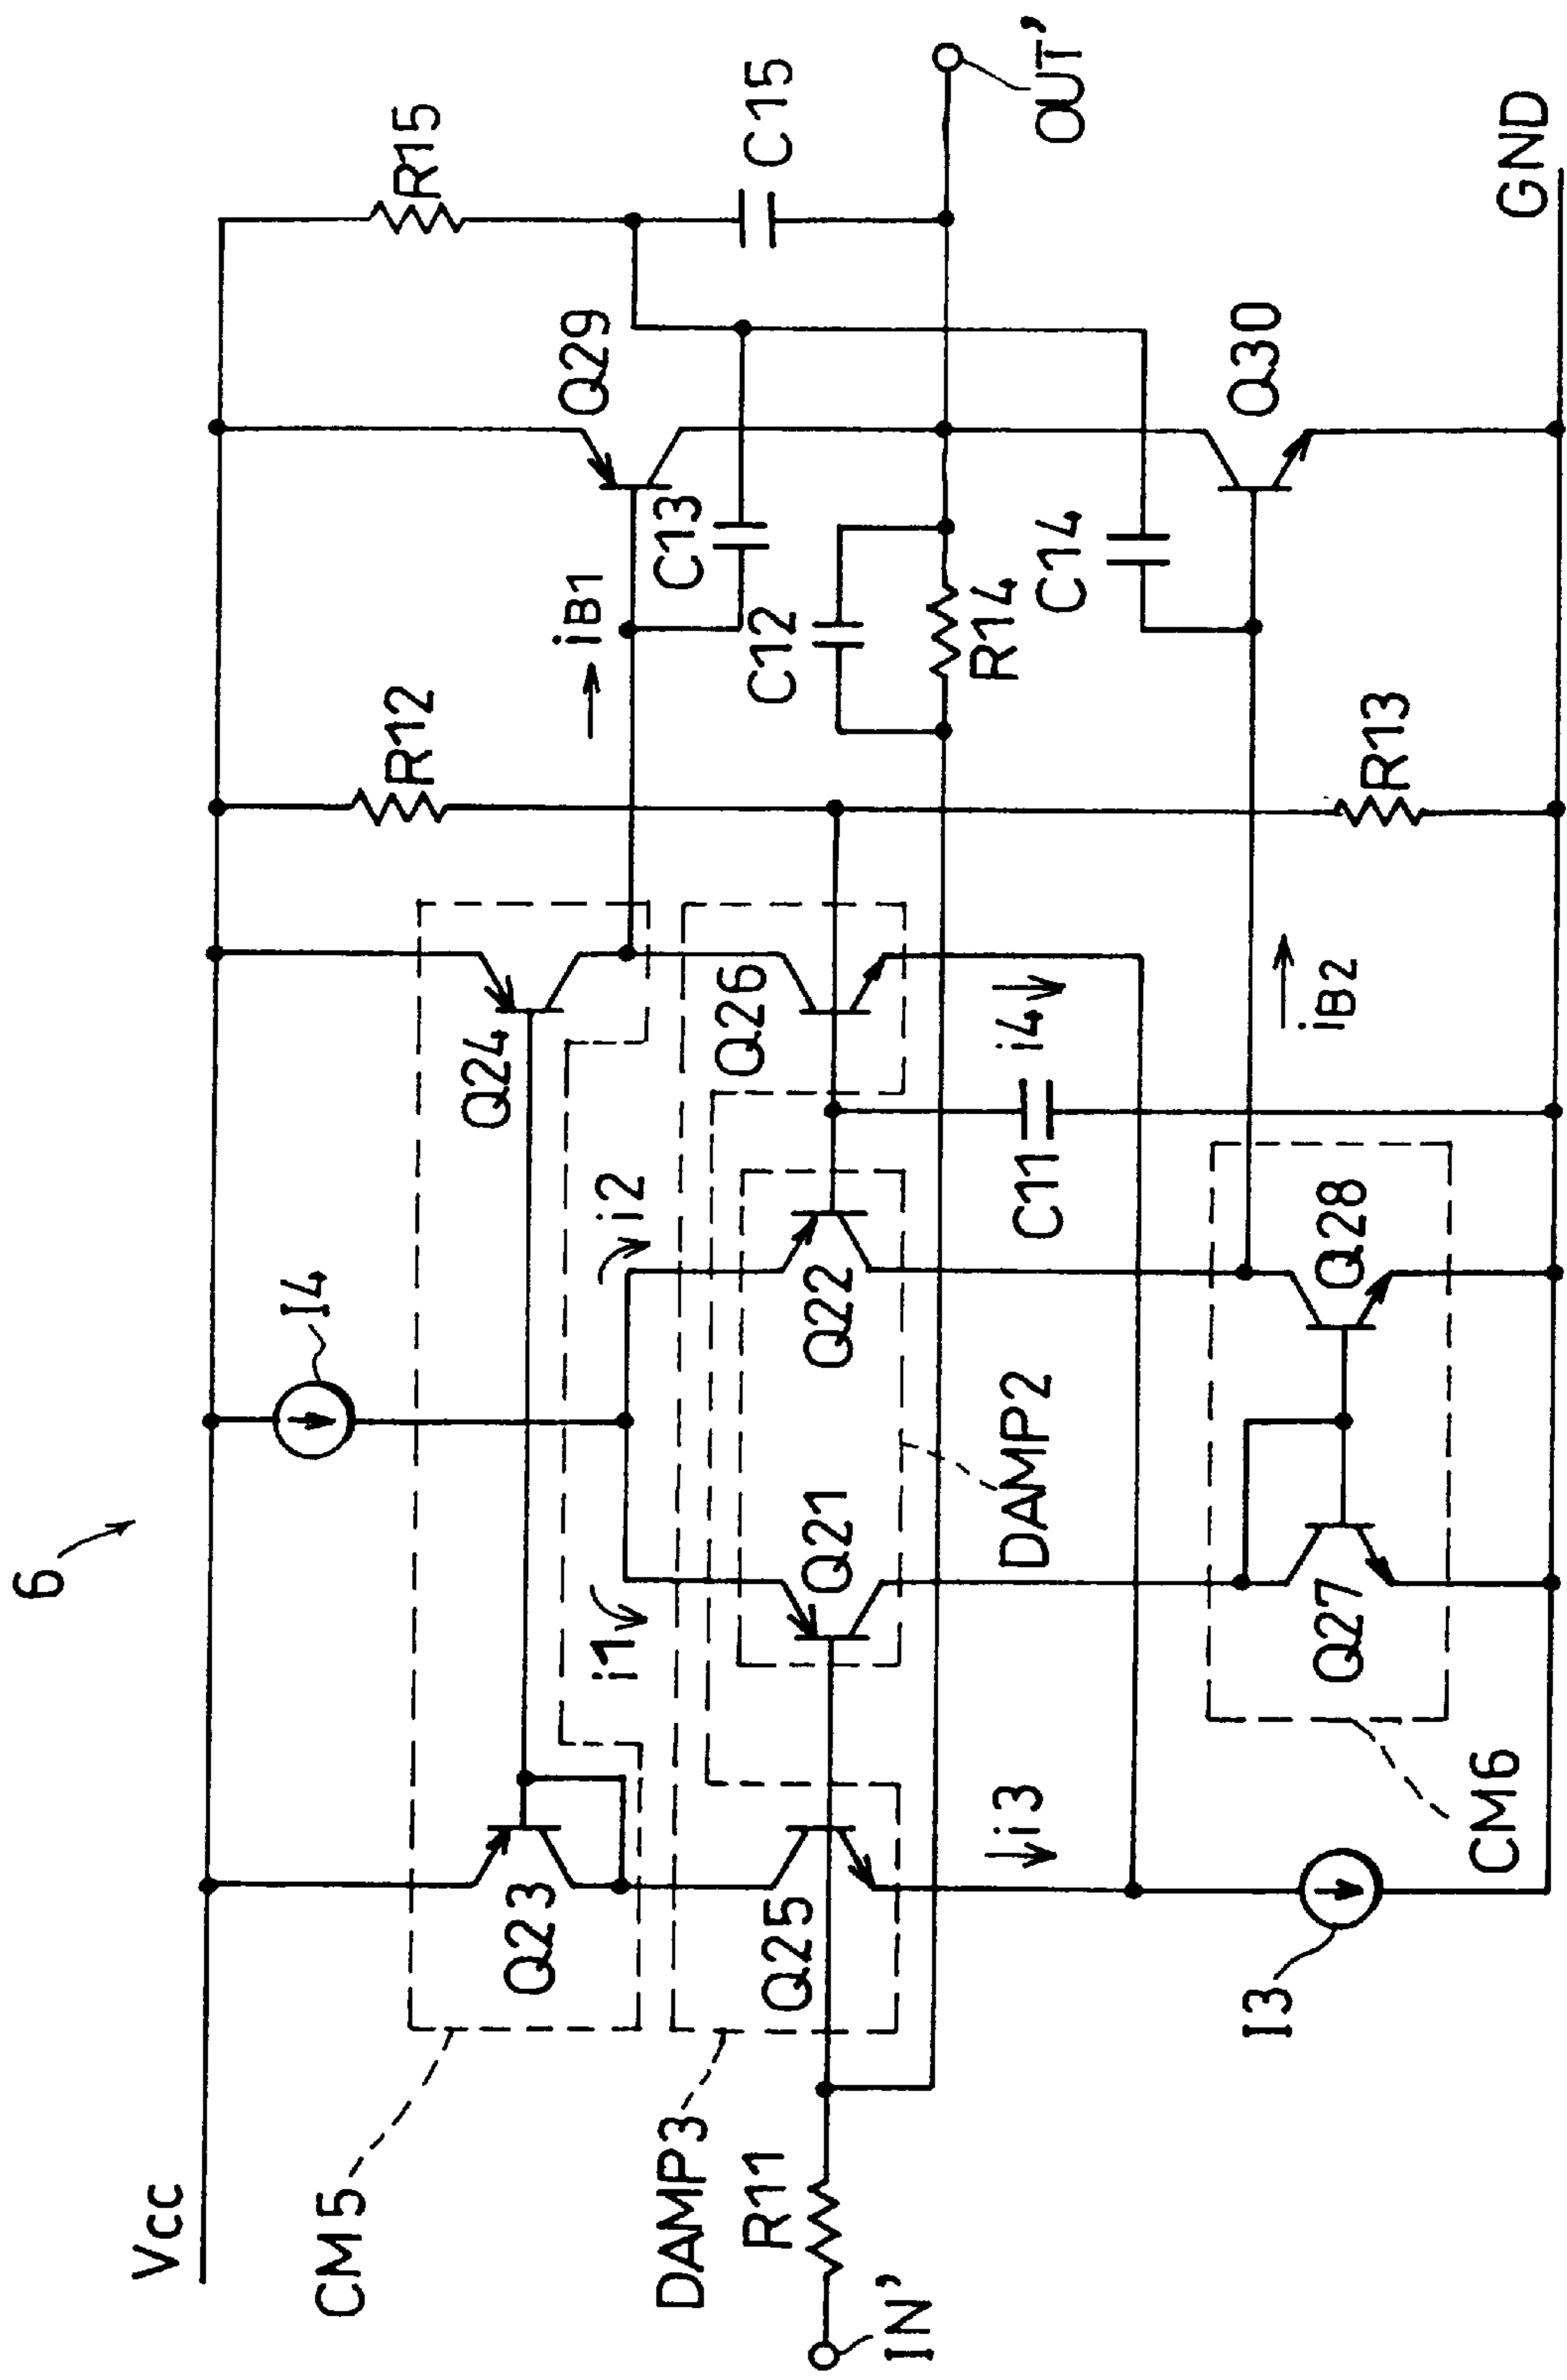 6
Vcc
CM5
DAMP3
R11
IN'
Q23
Q25
i3
I3
CM6
Q27
Q21
i1
I4
i2
Q22
DAMP2
Q28
C11
i4
Q24
Q26
iB2
R12
R13
iB1
C12
R14
C13
C14
Q29
Q30
R15
C15
OUT'
GND